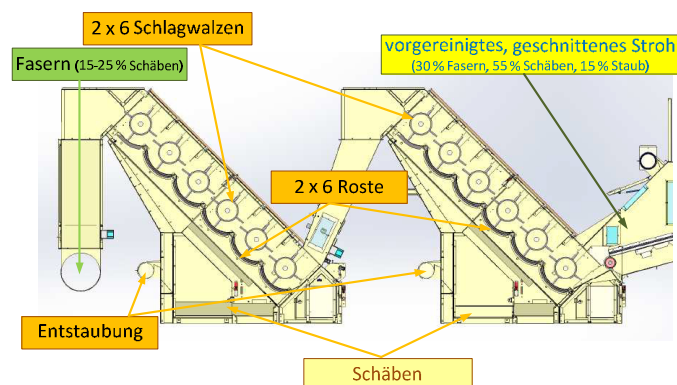 2 x 6 Schlagwalzen
Fasern (15-25 % Schäben)
vorgereinigtes, geschnittenes Stroh
(30 % Fasern, 55 % Schäben, 15 % Staub)
2 x 6 Roste
Entstaubung
Schäben